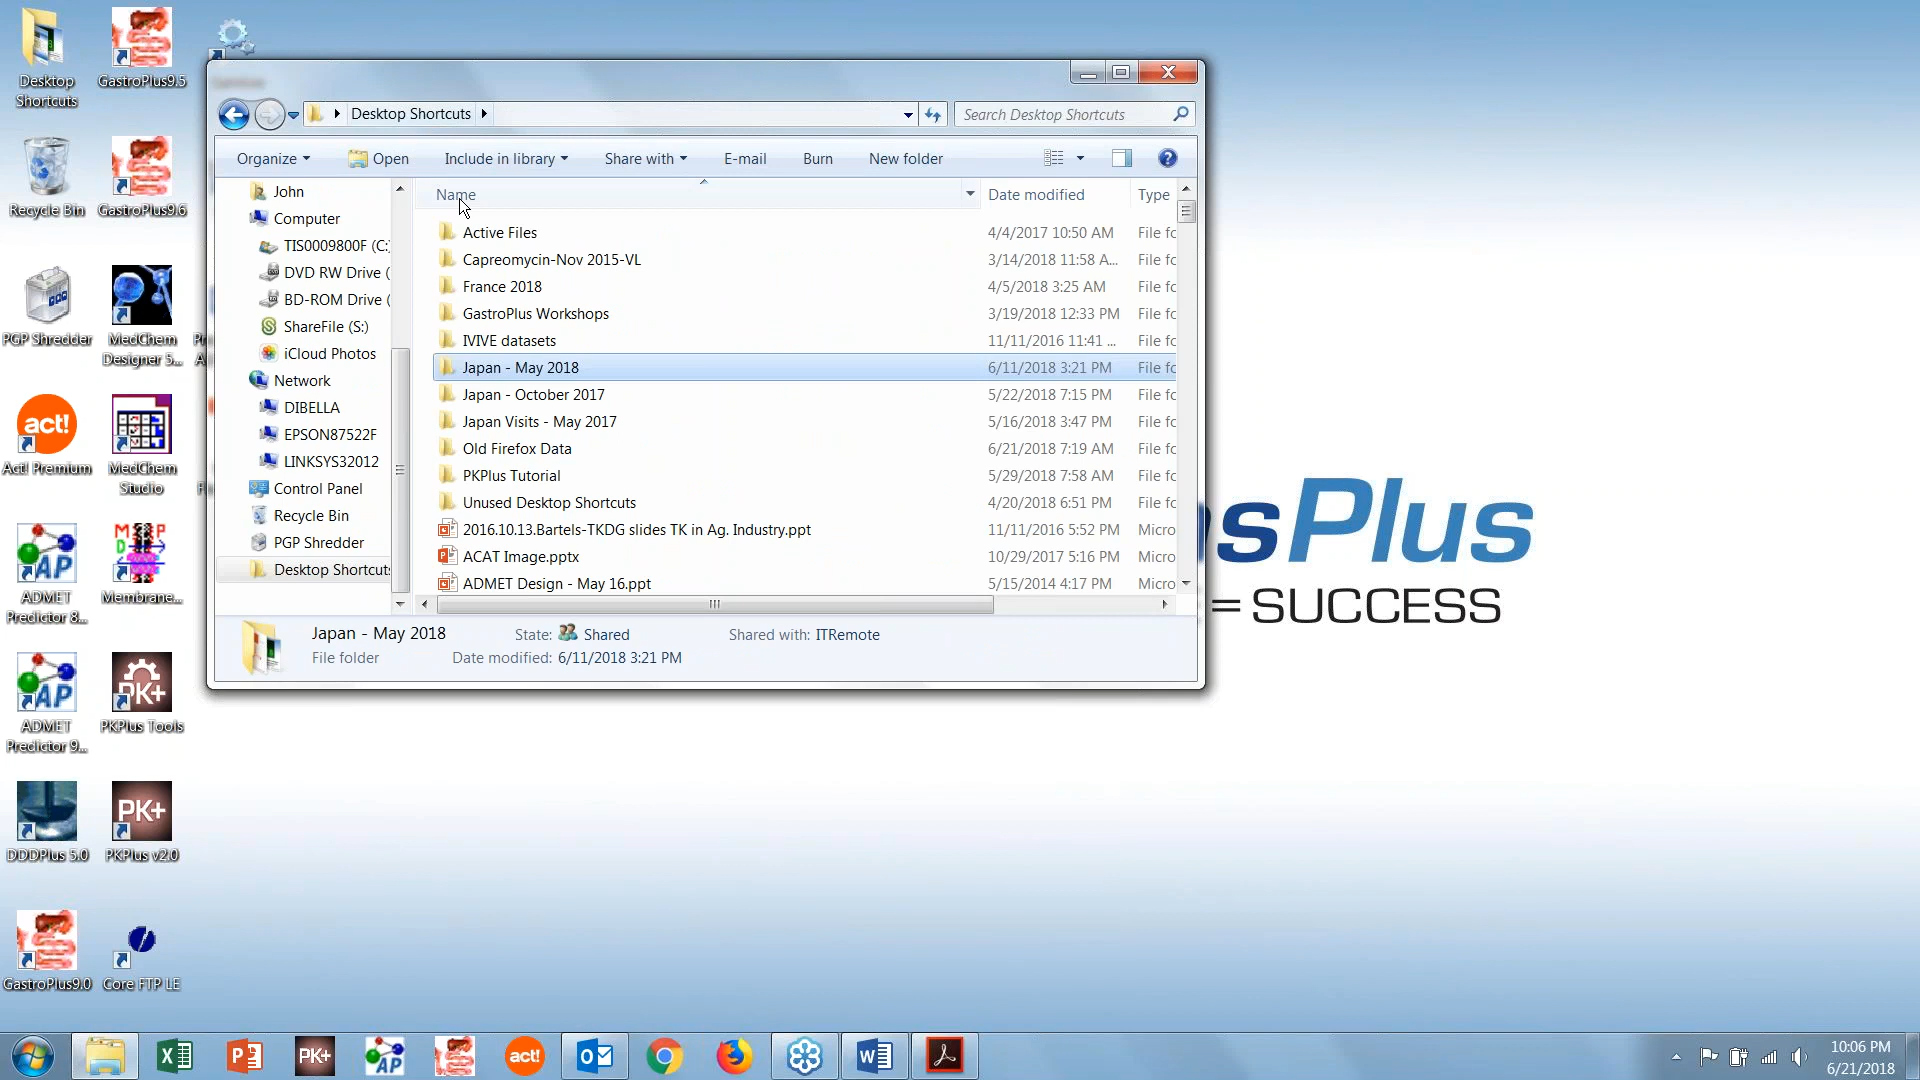 Desktop Shortcuts
GastroPlus9.5
Recycle Bin
GastroPlus9.6
PGP Shredder
MedChem Designer 5...
Act! Premium
MedChem Studio
ADMET Predictor 8...
Membrane...
ADMET Predictor 9...
PKPlus Tools
DDDPlus 5.0
PKPlus v2.0
GastroPlus9.0
Core FTP LE
Desktop Shortcuts
Search Desktop Shortcuts
Organize Open Include in library Share with E-mail Burn New folder
John
Computer
TIS0009800F (C:)
DVD RW Drive (
BD-ROM Drive (
ShareFile (S:)
iCloud Photos
Network
DIBELLA
EPSON87522F
LINKSYS32012
Control Panel
Recycle Bin
PGP Shredder
Desktop Shortcuts
Name Date modified Type
Active Files 4/4/2017 10:50 AM File fc
Capreomycin-Nov 2015-VL 3/14/2018 11:58 A... File fc
France 2018 4/5/2018 3:25 AM File fc
GastroPlus Workshops 3/19/2018 12:33 PM File fc
IVIVE datasets 11/11/2016 11:41 ... File fc
Japan - May 2018 6/11/2018 3:21 PM File fc
Japan - October 2017 5/22/2018 7:15 PM File fc
Japan Visits - May 2017 5/16/2018 3:47 PM File fc
Old Firefox Data 6/21/2018 7:19 AM File fc
PKPlus Tutorial 5/29/2018 7:58 AM File fc
Unused Desktop Shortcuts 4/20/2018 6:51 PM File fc
2016.10.13.Bartels-TKDG slides TK in Ag. Industry.ppt 11/11/2016 5:52 PM Micro
ACAT Image.pptx 10/29/2017 5:16 PM Micro
ADMET Design - May 16.ppt 5/15/2014 4:17 PM Micro
Japan - May 2018 State: Shared Shared with: ITRemote
File folder Date modified: 6/11/2018 3:21 PM
sPlus
= SUCCESS
PK+ AP act!
10:06 PM
6/21/2018